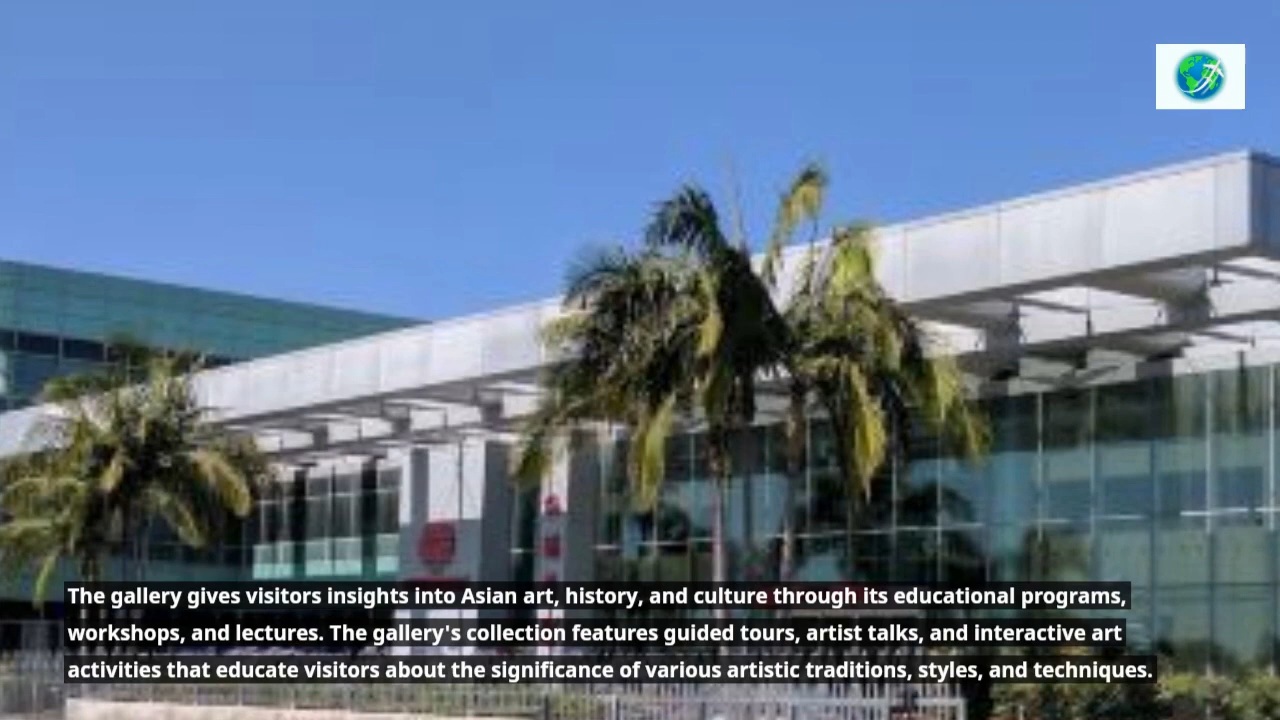 The gallery gives visitors insights into Asian art, history, and culture through its educational programs,
workshops, and lectures. The gallery's collection features guided tours, artist talks, and interactive art
activities that educate visitors about the significance of various artistic traditions, styles, and techniques.